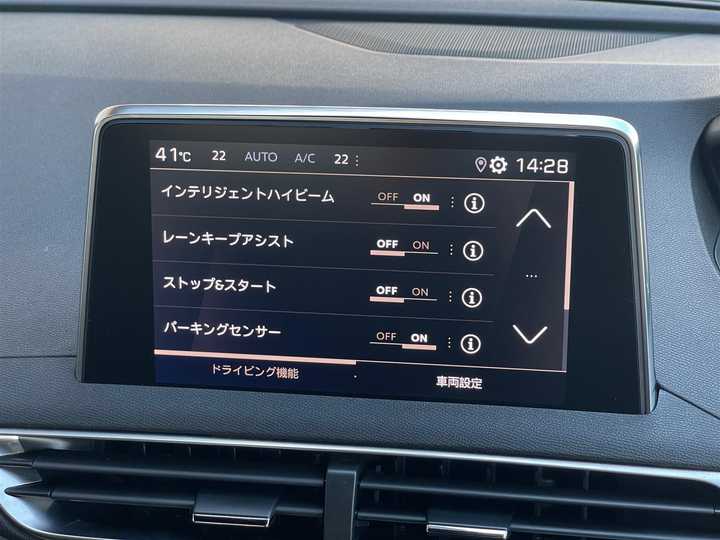 41℃ 22 AUTO A/C 22 14:28
インテリジェントハイビーム OFF ON
レーンキープアシスト OFF ON
ストップ&スタート OFF ON
パーキングセンサー OFF ON
ドライビング機能 車両設定